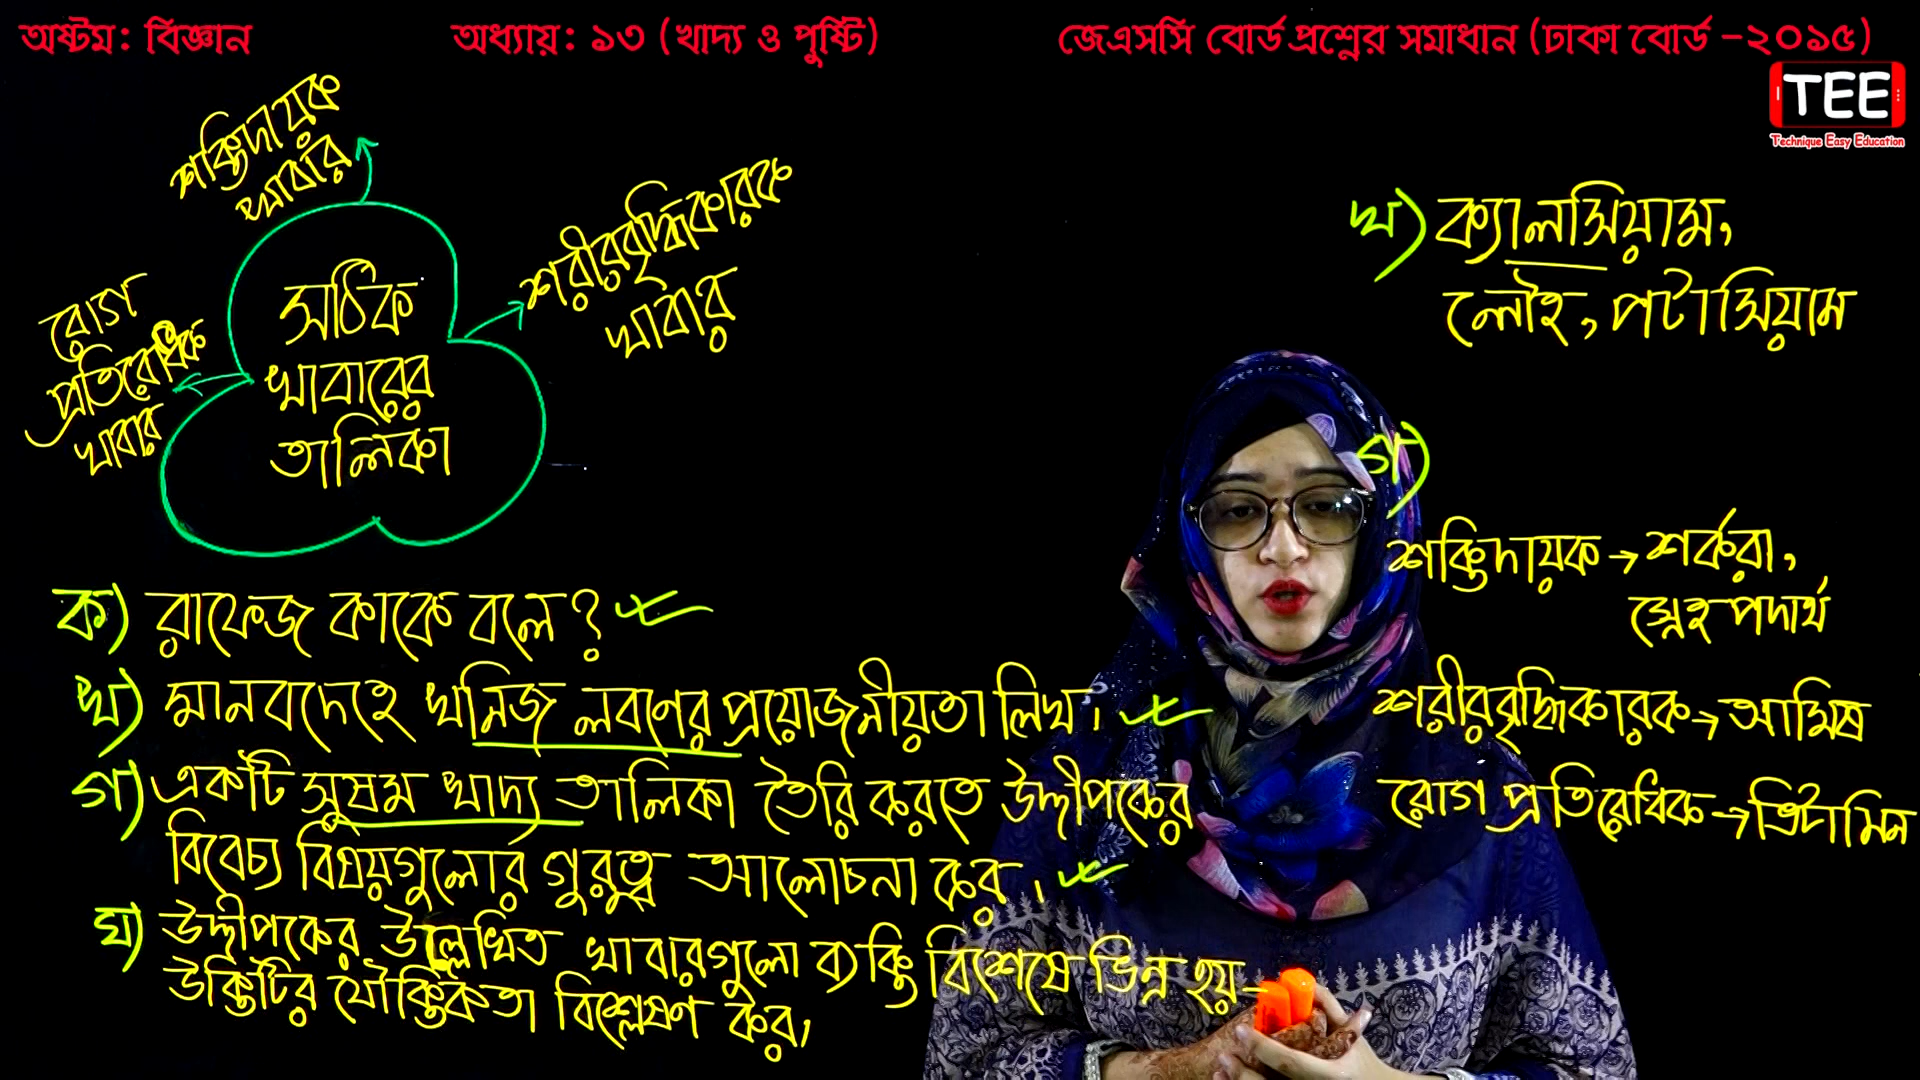 অষ্টম: বিজ্ঞান
অধ্যায়: ১৩ (খাদ্য ও পুষ্টি)
জেএসসি বোর্ড প্রশ্নের সমাধান (ঢাকা বোর্ড -২০১৫)
TEE
Technique Easy Education
শক্তিদায়ক
খাবার
শরীরবৃদ্ধিকারক
খাবার
রোগ
প্রতিরোধক
খাবার
সঠিক
খাবারের
তালিকা
ক) রাফেজ কাকে বলে?
খ) মানবদেহে খনিজ লবণের প্রয়োজনীয়তা লিখ।
গ) একটি সুষম খাদ্য তালিকা তৈরি করতে উদ্দীপকের
বিবেচ্য বিষয়গুলোর গুরুত্ব আলোচনা কর।
ঘ) উদ্দীপকের উল্লেখিত খাবারগুলো ব্যক্তি বিশেষে ভিন্ন হয়-
উক্তিটির যৌক্তিকতা বিশ্লেষণ কর।
খ) ক্যালসিয়াম,
লৌহ, পটাসিয়াম
গ)
শক্তিদায়ক → শর্করা,
স্নেহ পদার্থ
শরীরবৃদ্ধিকারক → আমিষ
রোগ প্রতিরোধক → ভিটামিন